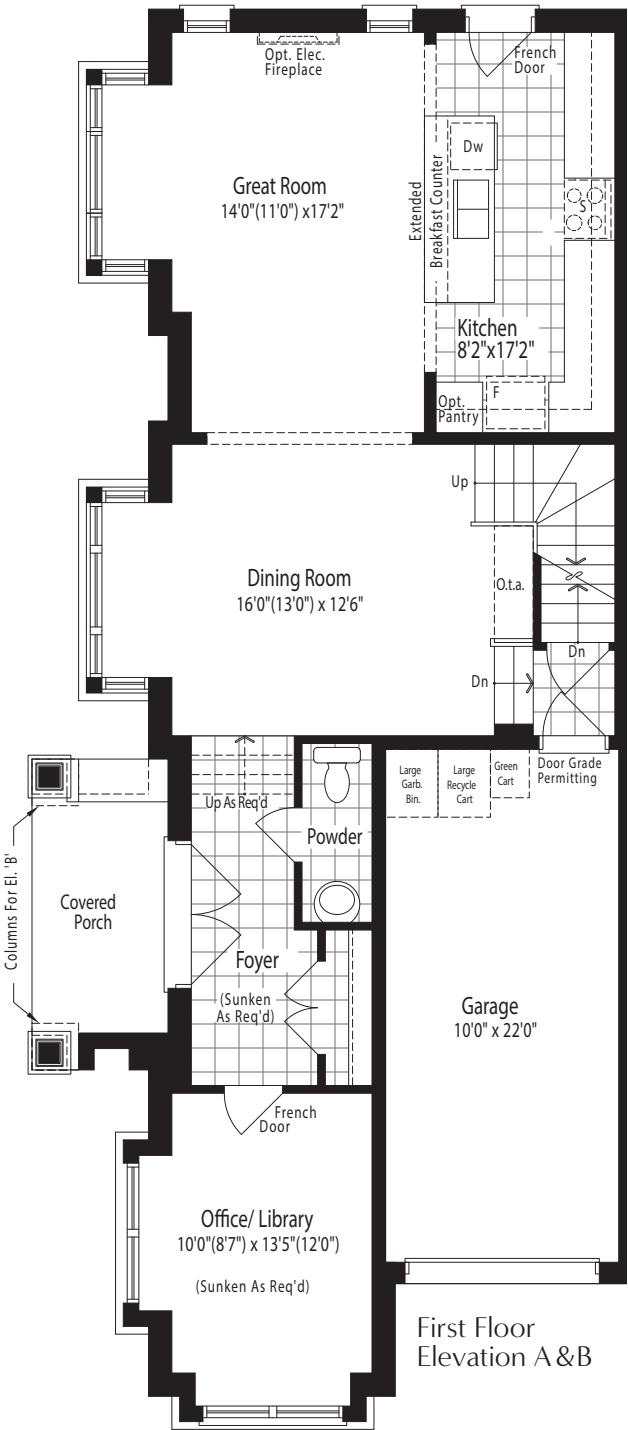 Opt. Elec.
Fireplace
French
Door
Dw
Great Room
14'0"(11'0") x17'2"
Extended
Breakfast Counter
S
Kitchen
8'2"x17'2"
Opt.
Pantry
F
Up
Dining Room
16'0"(13'0") x 12'6"
O.t.a.
Dn
Dn
Up As Req'd
Large
Garb.
Bin.
Large
Recycle
Cart
Green
Cart
Door Grade
Permitting
Powder
Columns For El. 'B'
Covered
Porch
Foyer
(Sunken
As Req'd)
Garage
10'0" x 22'0"
French
Door
Office/ Library
10'0"(8'7") x 13'5"(12'0")
(Sunken As Req'd)
First Floor
Elevation A&B